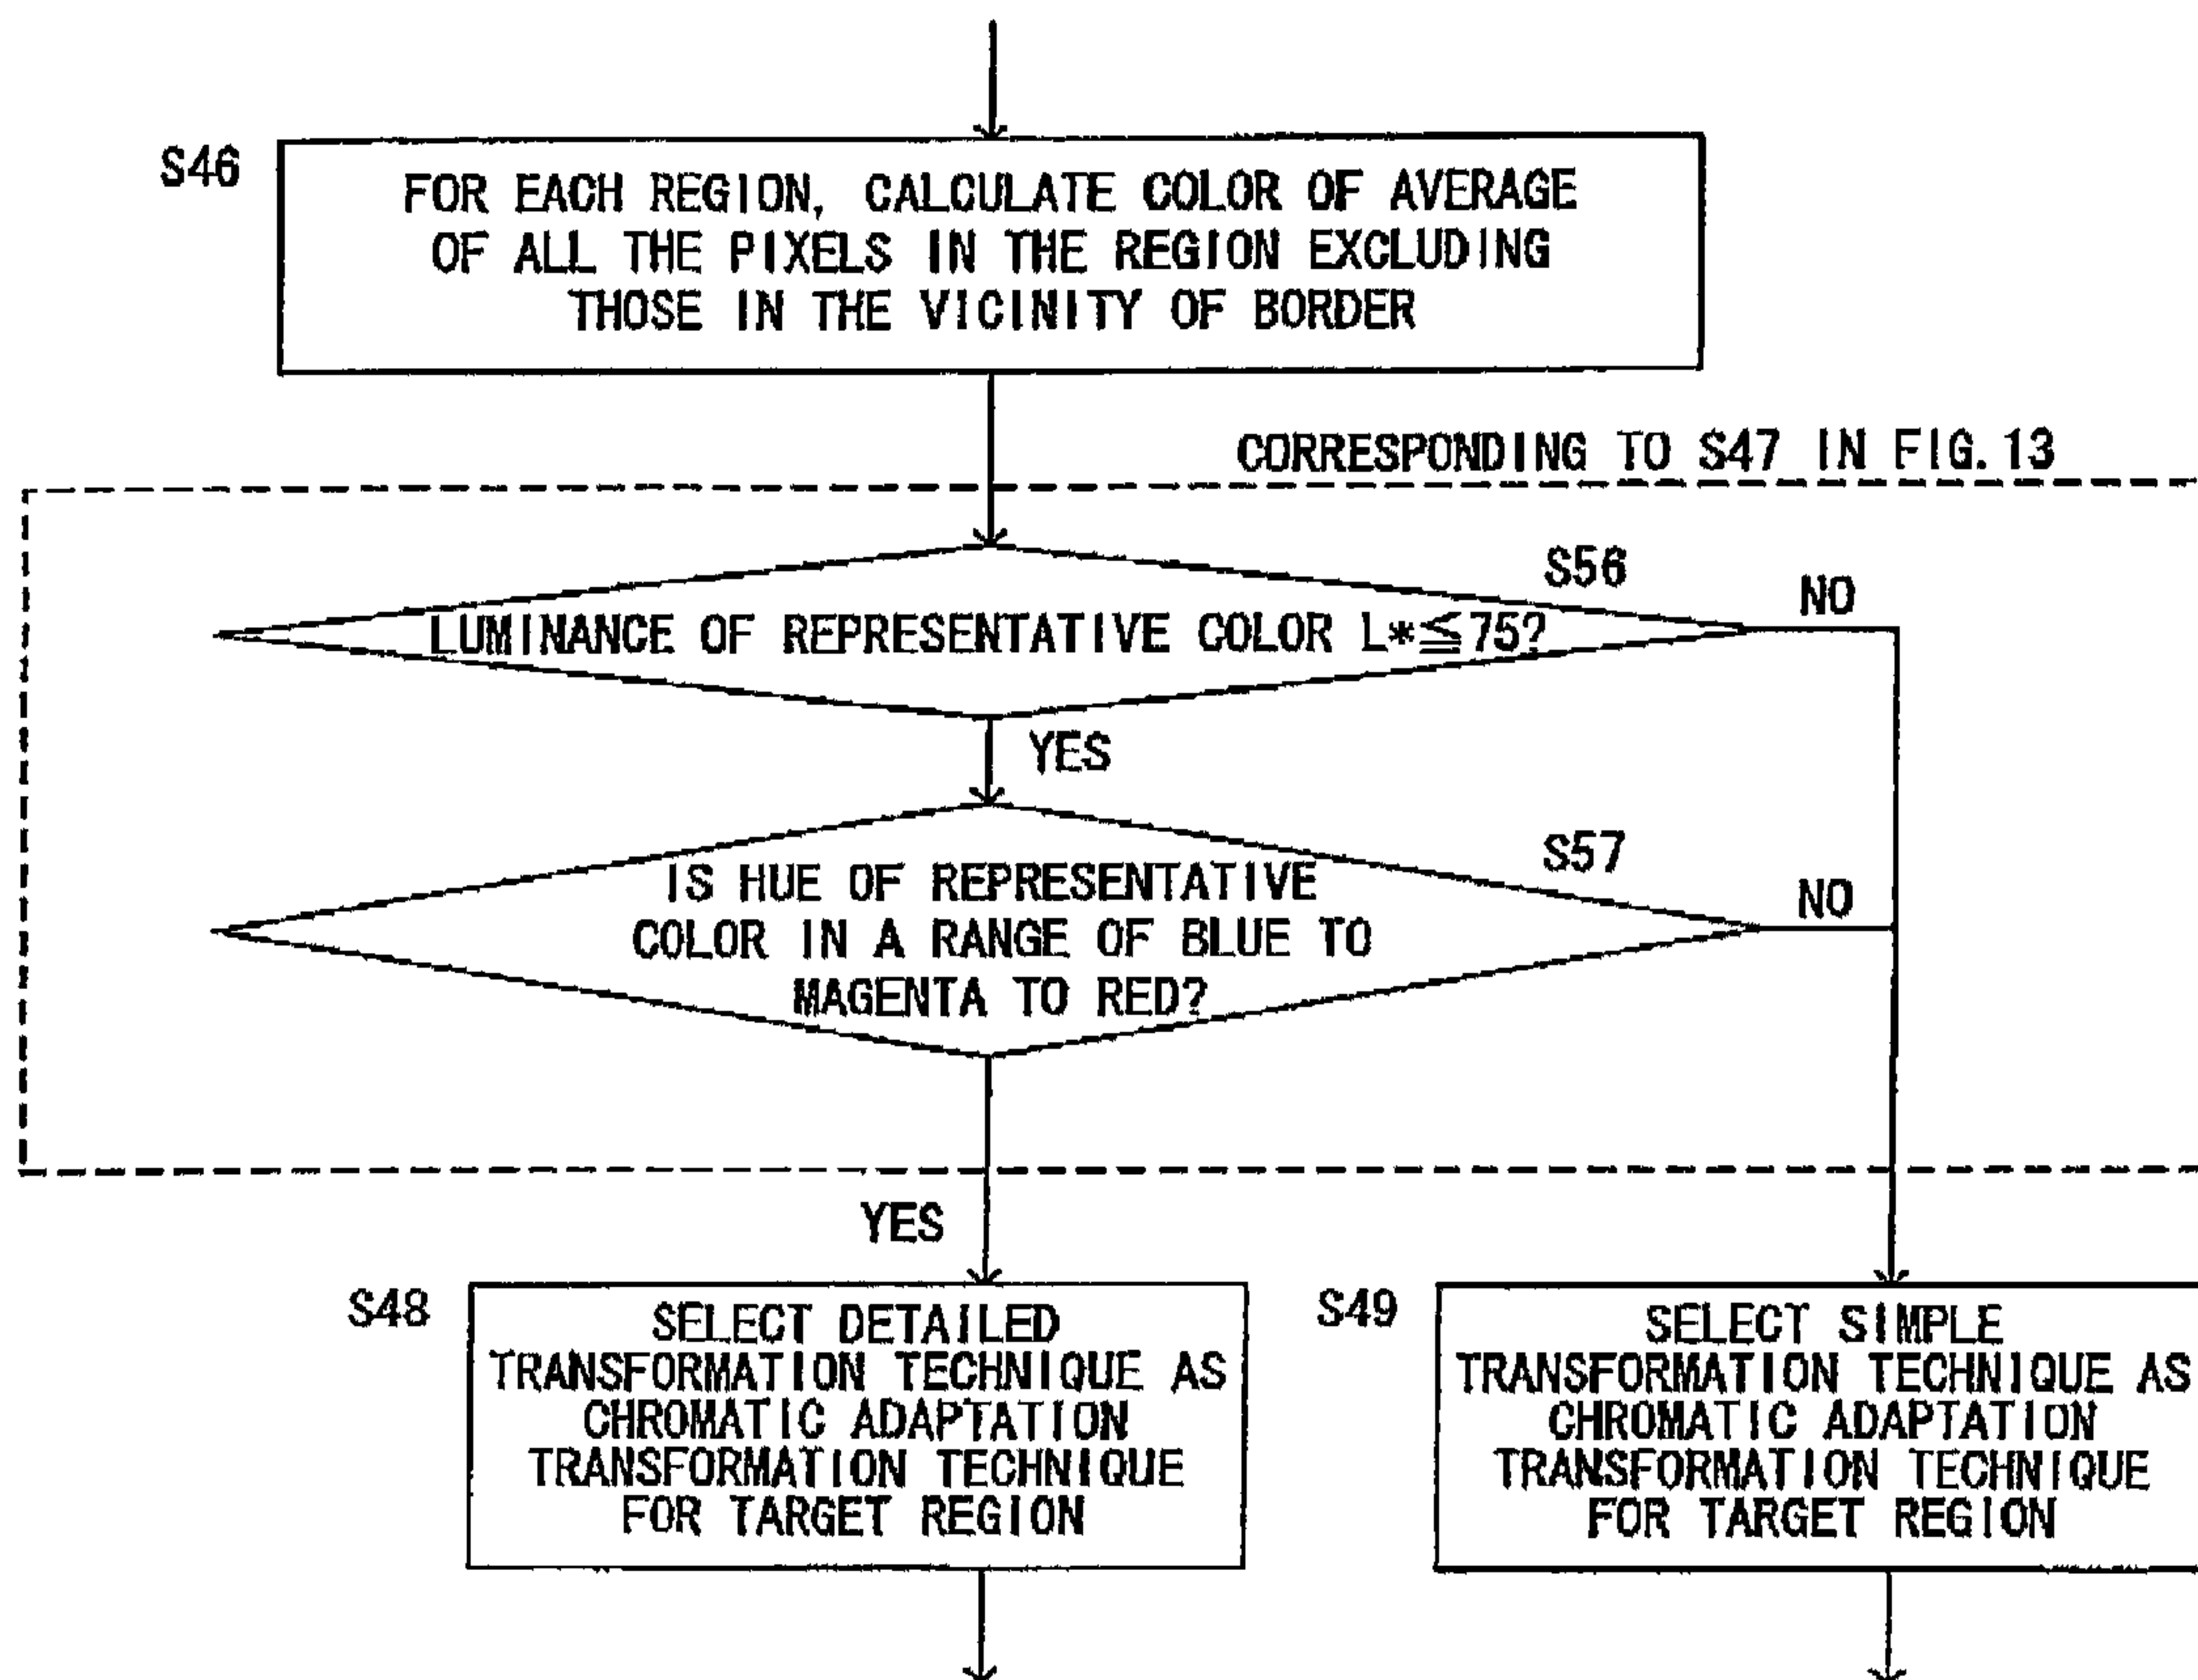 S46
FOR EACH REGION, CALCULATE COLOR OF AVERAGE
OF ALL THE PIXELS IN THE REGION EXCLUDING
THOSE IN THE VICINITY OF BORDER
CORRESPONDING TO S47 IN FIG.13
S56
NO
LUMINANCE OF REPRESENTATIVE COLOR L*≦75?
YES
S57
NO
IS HUE OF REPRESENTATIVE
COLOR IN A RANGE OF BLUE TO
MAGENTA TO RED?
YES
S48
SELECT DETAILED
TRANSFORMATION TECHNIQUE AS
CHROMATIC ADAPTATION
TRANSFORMATION TECHNIQUE
FOR TARGET REGION
S49
SELECT SIMPLE
TRANSFORMATION TECHNIQUE AS
CHROMATIC ADAPTATION
TRANSFORMATION TECHNIQUE
FOR TARGET REGION